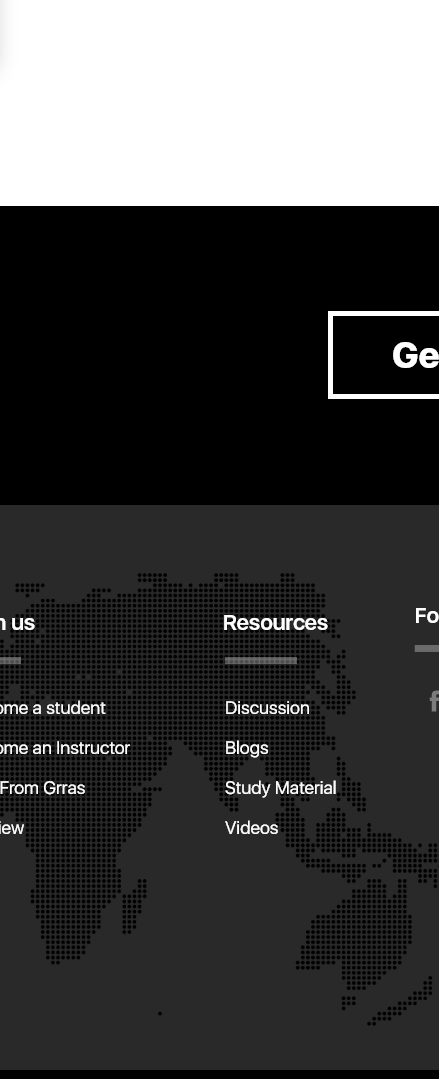 Ge
n us
Resources
Fo
ome a student
Discussion
ome an Instructor
Blogs
From Grras
Study Material
iew
Videos